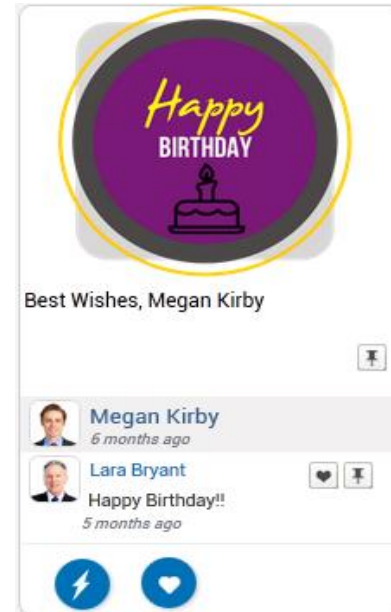 Happy
BIRTHDAY
Best Wishes, Megan Kirby
Megan Kirby
6 months ago
Lara Bryant
Happy Birthday!!
5 months ago